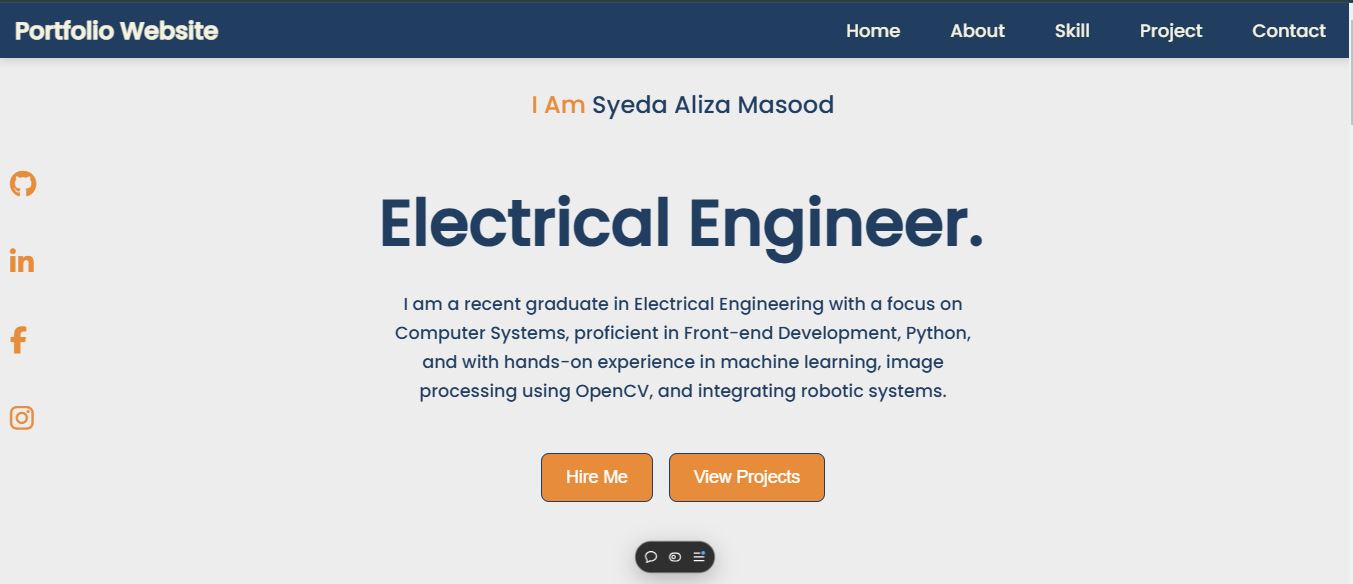 Portfolio Website
Home About Skill Project Contact
I Am Syeda Aliza Masood
Electrical Engineer.
I am a recent graduate in Electrical Engineering with a focus on
Computer Systems, proficient in Front-end Development, Python,
and with hands-on experience in machine learning, image
processing using OpenCV, and integrating robotic systems.
Hire Me
View Projects